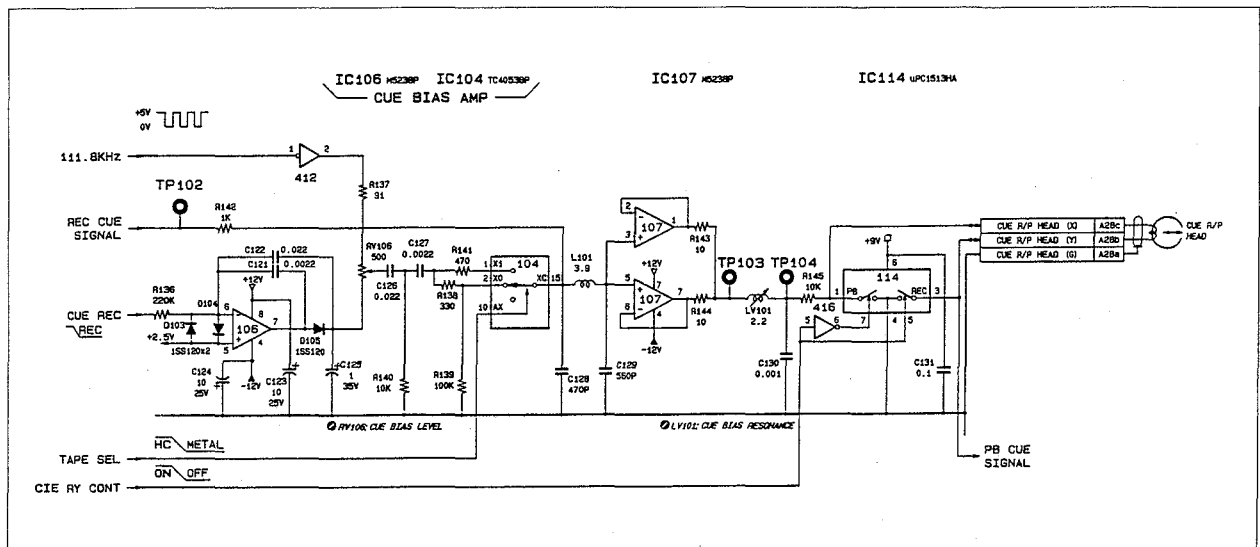 IC106 M5238P IC104 TC4053BP IC107 M5238P IC114 uPC1513HA
CUE BIAS AMP
+5V
0V
111.8KHz
1 2
412
R137
91
TP102
REC CUE
SIGNAL
R142
1K
C122 0.022
C121 0.0022
+12V
R136
220K
D104
CUE REC
REC
D103
1SS120x2
+2.5V
6
5
106
8
7
4
-12V
D105
1SS120
C124
10
25V
C123
10
25V
C125
1
35V
RV106
500
C126
0.022
C127
0.022
R141
470
R138
330
R140
10K
R139
100K
1 X1
2 X0
10 AX
104
XC 15
L101
3.9
C128
470P
C129
560P
2
3
107
1
R143
10
5
6
107
+12V
7
4
7
-12V
R144
10
TP103
TP104
LV101
2.2
C130
0.001
R145
10K
416
5 6
+9V
6
114
1 PB
REC 3
7 4 5
C131
0.1
CUE R/P HEAD (X) A28c
CUE R/P HEAD (Y) A28b
CUE R/P HEAD (G) A28a
CUE R/P
HEAD
RV106; CUE BIAS LEVEL
LV101; CUE BIAS RESONANCE
HC METAL
TAPE SEL
ON OFF
CIE RY CONT
PB CUE
SIGNAL